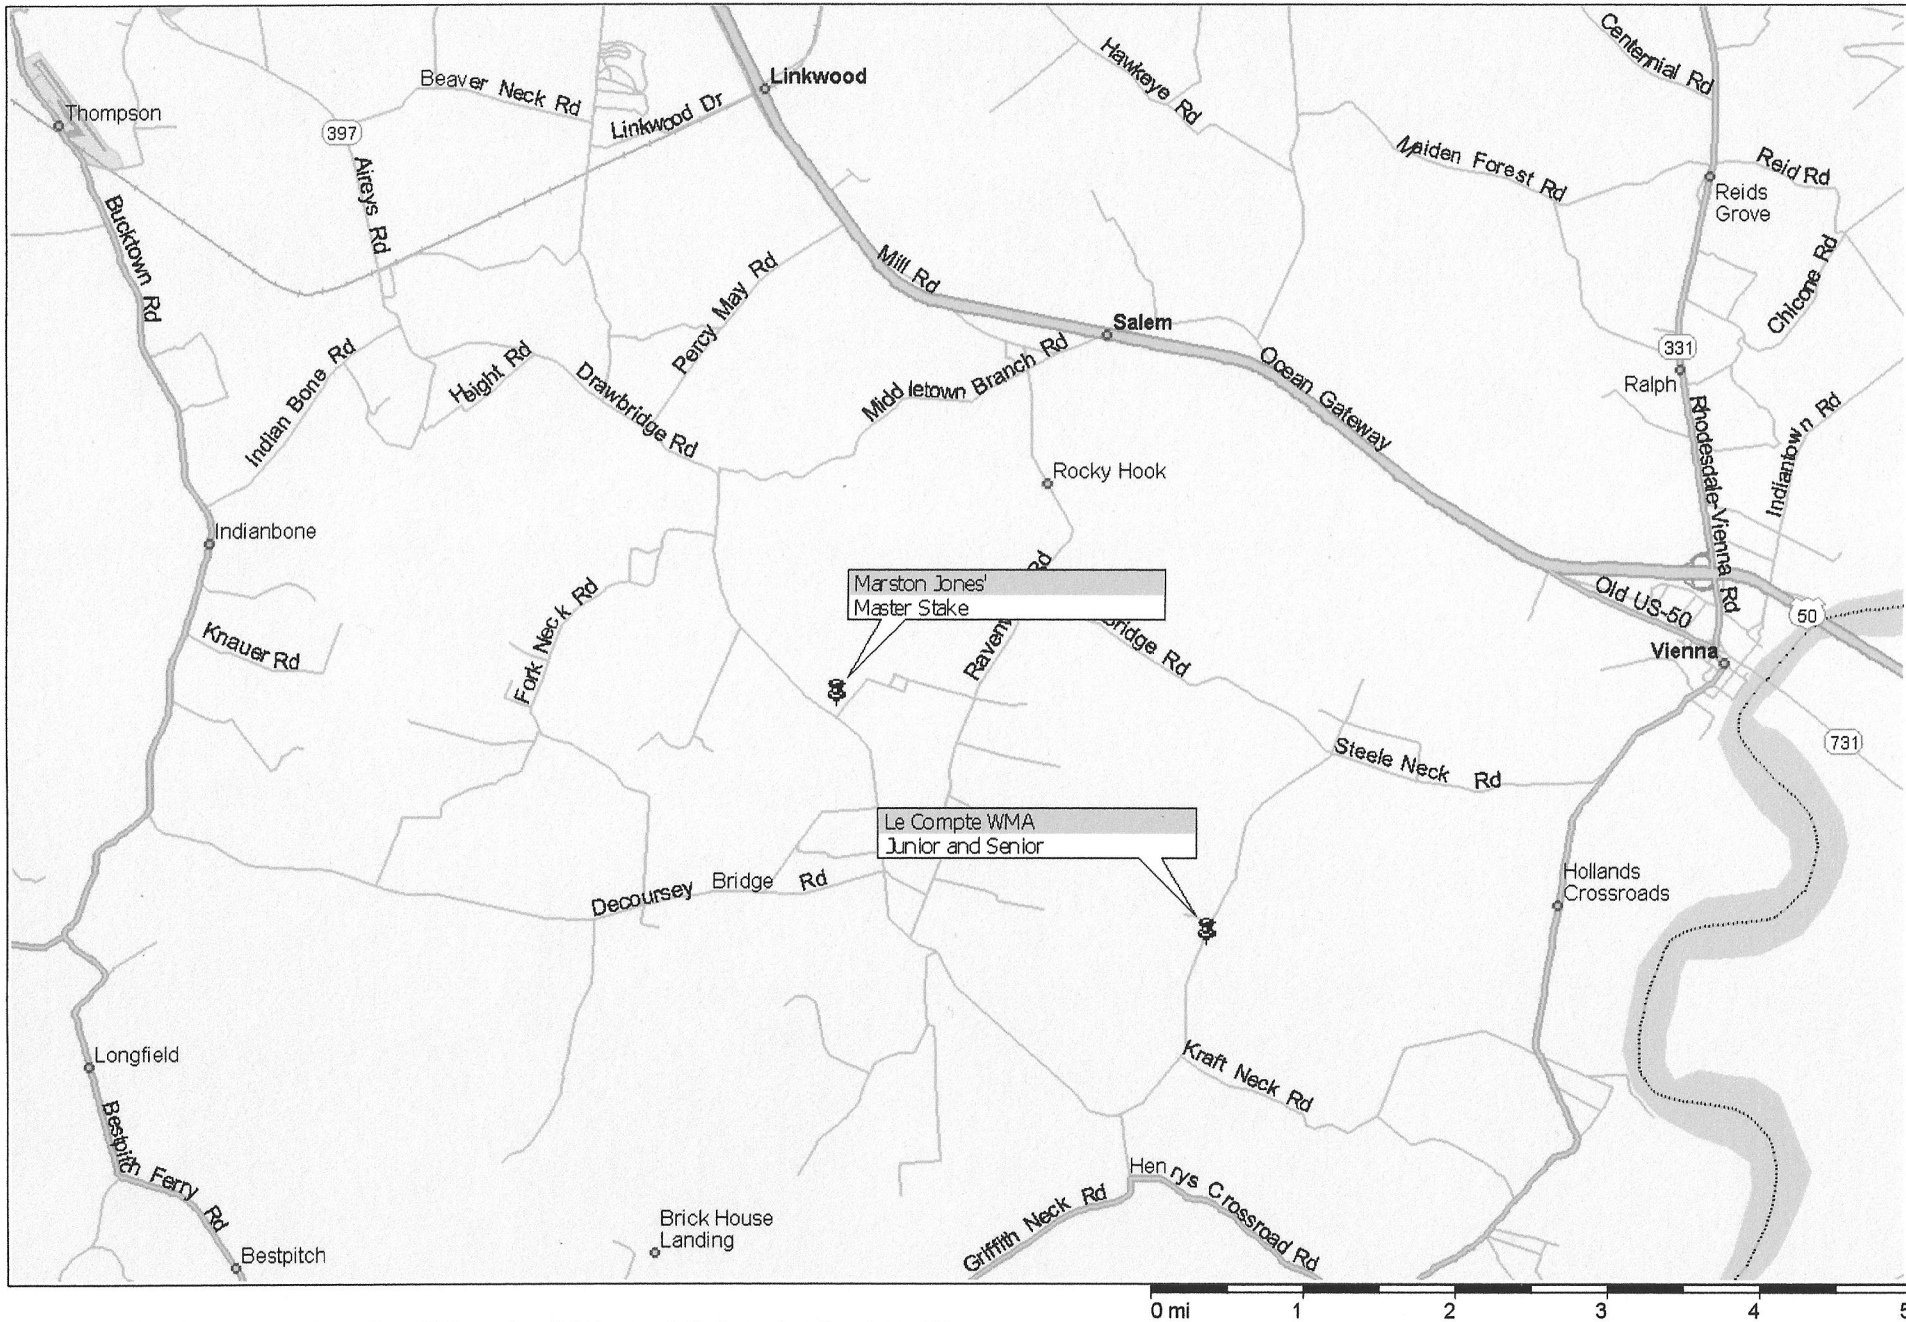 Linkwood
Centennial Rd
Hawkeye Rd
Beaver Neck Rd
Linkwood Dr
Thompson
397
Maiden Forest Rd
Reid Rd
Reids
Grove
Aireys Rd
Bucktown Rd
Mill Rd
Percy May Rd
Chicone Rd
Salem
331
Ralph
Indian Bone Rd
Height Rd
Drawbridge Rd
Middletown Branch Rd
Ocean Gateway
Rhodesdale-Vienna Rd
Indiantown Rd
Rocky Hook
Indianbone
Marston Jones'
Master Stake
Rd
Raven
bridge Rd
Old US-50
50
Vienna
Knauer Rd
Fork Neck Rd
731
Steele Neck Rd
Le Compte WMA
Junior and Senior
Hollands
Crossroads
Decoursey Bridge Rd
Longfield
Kraft Neck Rd
Bestpitch Ferry Rd
Henrys Crossroad Rd
Griffith Neck Rd
Brick House
Landing
Bestpitch
0 mi 1 2 3 4 5